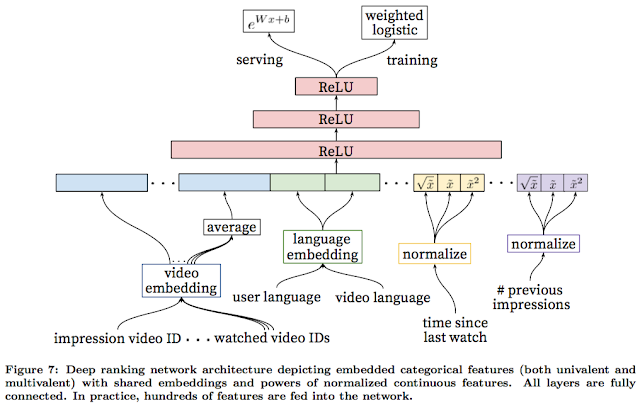 e^{Wx+b}
weighted
logistic
serving
training
ReLU
ReLU
ReLU
· · ·
√x̃ x̃ x̃²
· · ·
√x̃ x̃ x̃²
average
language
embedding
normalize
normalize
. . . .
video
embedding
user language
video language
# previous
impressions
time since
last watch
impression video ID · · · watched video IDs
Figure 7: Deep ranking network architecture depicting embedded categorical features (both univalent and
multivalent) with shared embeddings and powers of normalized continuous features. All layers are fully
connected. In practice, hundreds of features are fed into the network.